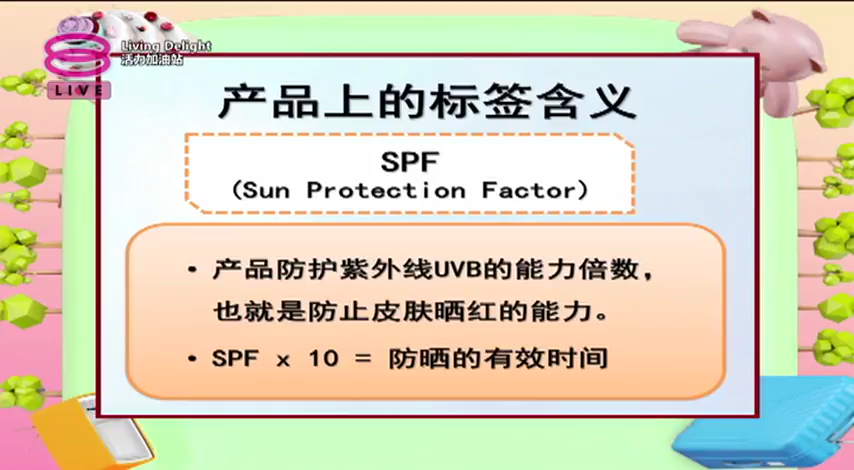 Living Delight
活力加油站
LIVE
产品上的标签含义
SPF
(Sun Protection Factor)
• 产品防护紫外线UVB的能力倍数，
也就是防止皮肤晒红的能力。
• SPF x 10 = 防晒的有效时间